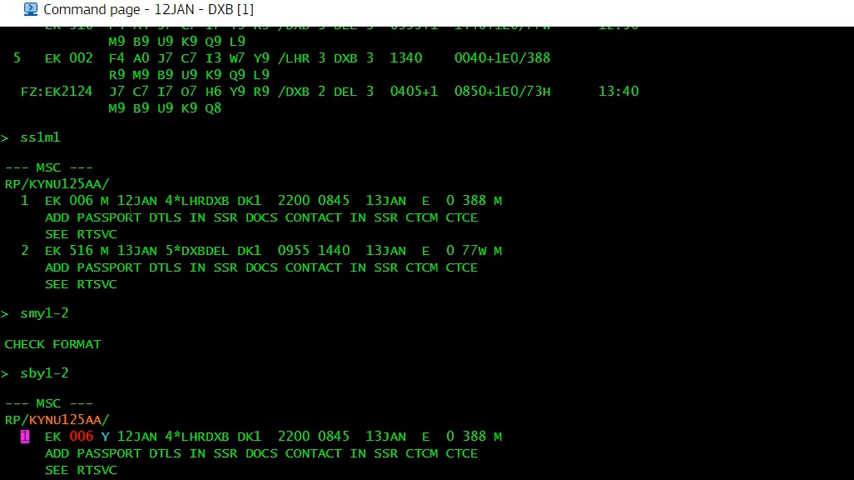 Command page - 12JAN - DXB [1]
M9 B9 U9 K9 Q9 L9
5 EK 002 F4 A0 J7 C7 I3 W7 Y9 /LHR 3 DXB 3 1340 0040+1E0/388
R9 M9 B9 U9 K9 Q9 L9
FZ:EK2124 J7 C7 I7 O7 H6 Y9 R9 /DXB 2 DEL 3 0405+1 0850+1E0/73H 13:40
M9 B9 U9 K9 Q8
> ss1m1
--- MSC ---
RP/KYNU125AA/
1 EK 006 M 12JAN 4*LHRDXB DK1 2200 0845 13JAN E 0 388 M
ADD PASSPORT DTLS IN SSR DOCS CONTACT IN SSR CTCM CTCE
SEE RTSVC
2 EK 516 M 13JAN 5*DXBDEL DK1 0955 1440 13JAN E 0 77W M
ADD PASSPORT DTLS IN SSR DOCS CONTACT IN SSR CTCM CTCE
SEE RTSVC
> smy1-2
CHECK FORMAT
> sby1-2
--- MSC ---
RP/KYNU125AA/
1 EK 006 Y 12JAN 4*LHRDXB DK1 2200 0845 13JAN E 0 388 M
ADD PASSPORT DTLS IN SSR DOCS CONTACT IN SSR CTCM CTCE
SEE RTSVC